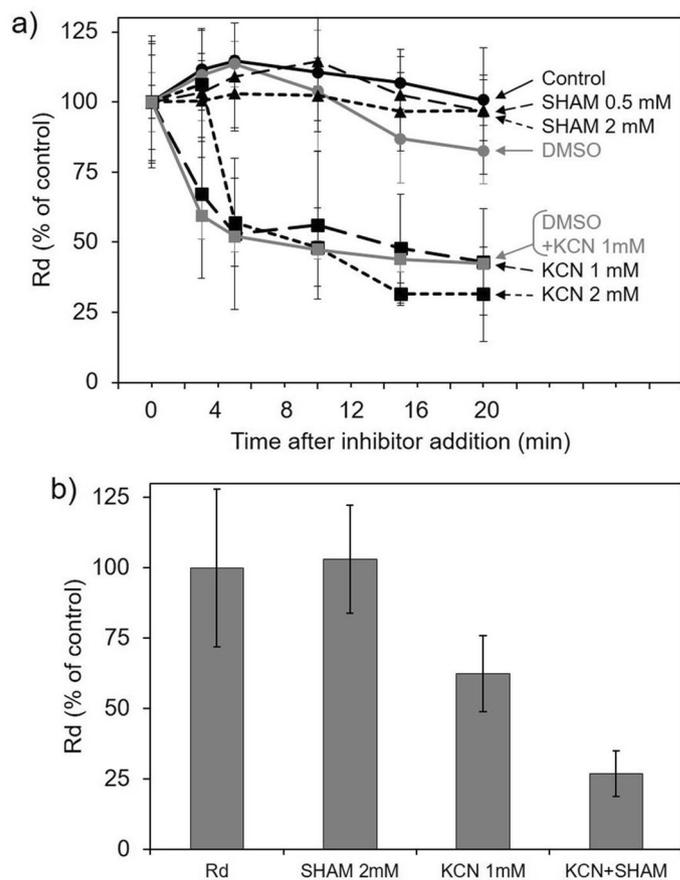 a)
125
100
75
50
25
0
Rd (% of control)
Control
SHAM 0.5 mM
SHAM 2 mM
DMSO
DMSO
+KCN 1mM
KCN 1 mM
KCN 2 mM
0 4 8 12 16 20
Time after inhibitor addition (min)
b)
125
100
75
50
25
0
Rd (% of control)
Rd SHAM 2mM KCN 1mM KCN+SHAM